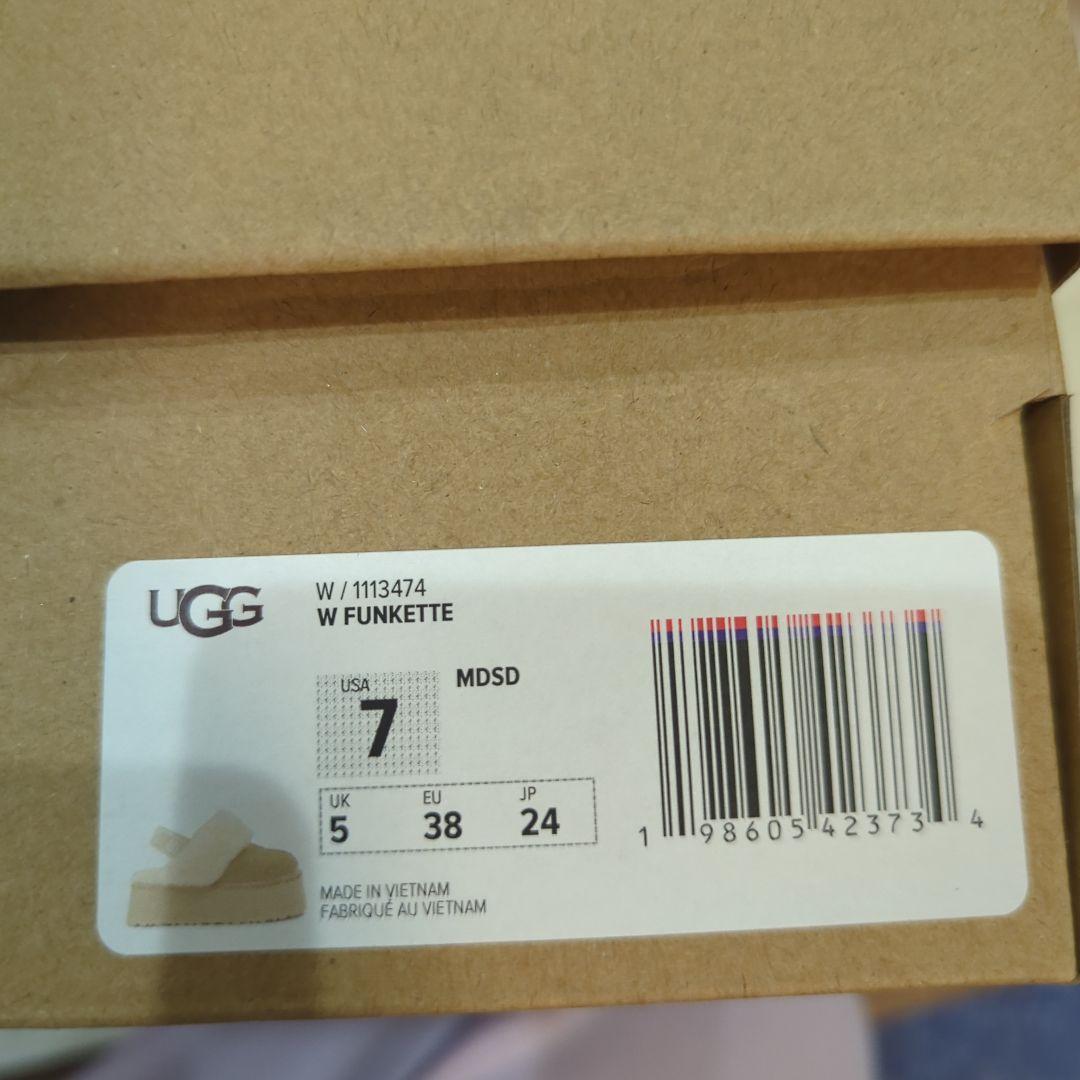 UGG
W / 1113474
W FUNKETTE
USA
7
MDSD
UK EU JP
5 38 24
MADE IN VIETNAM
FABRIQUÉ AU VIETNAM
1 98605 42373 4